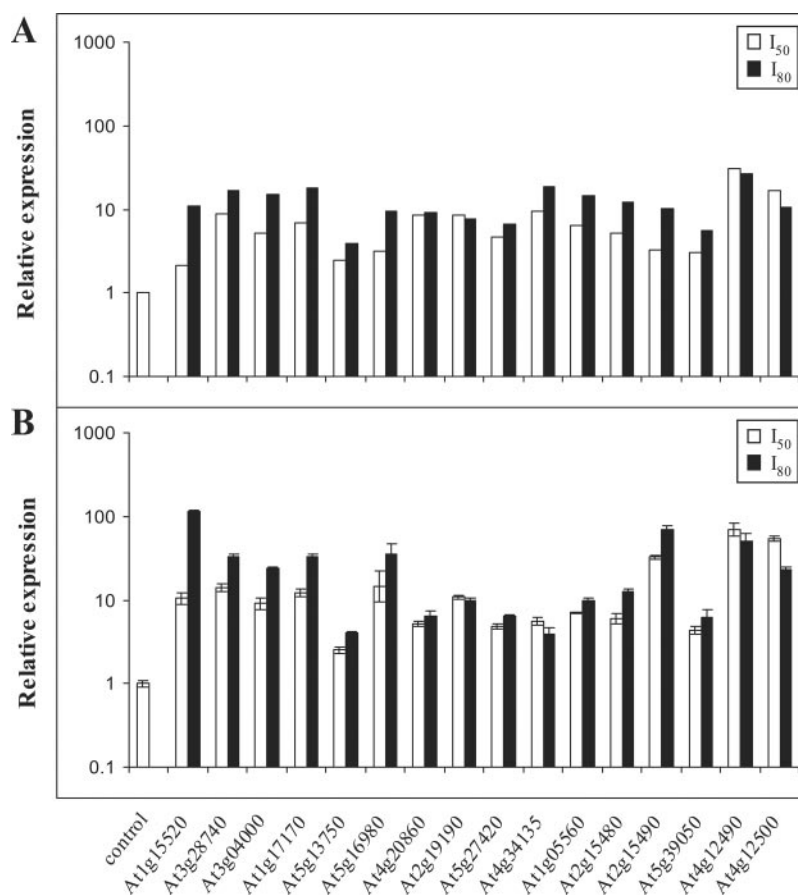 A
Relative expression
1000
100
10
1
0.1
I50
I80
B
Relative expression
1000
100
10
1
0.1
I50
I80
control
At1g15520
At3g28740
At3g04000
At1g17170
At5g13750
At5g16980
At4g20860
At2g19190
At5g27420
At4g34135
At1g05560
At2g15480
At2g15490
At5g39050
At4g12490
At4g12500